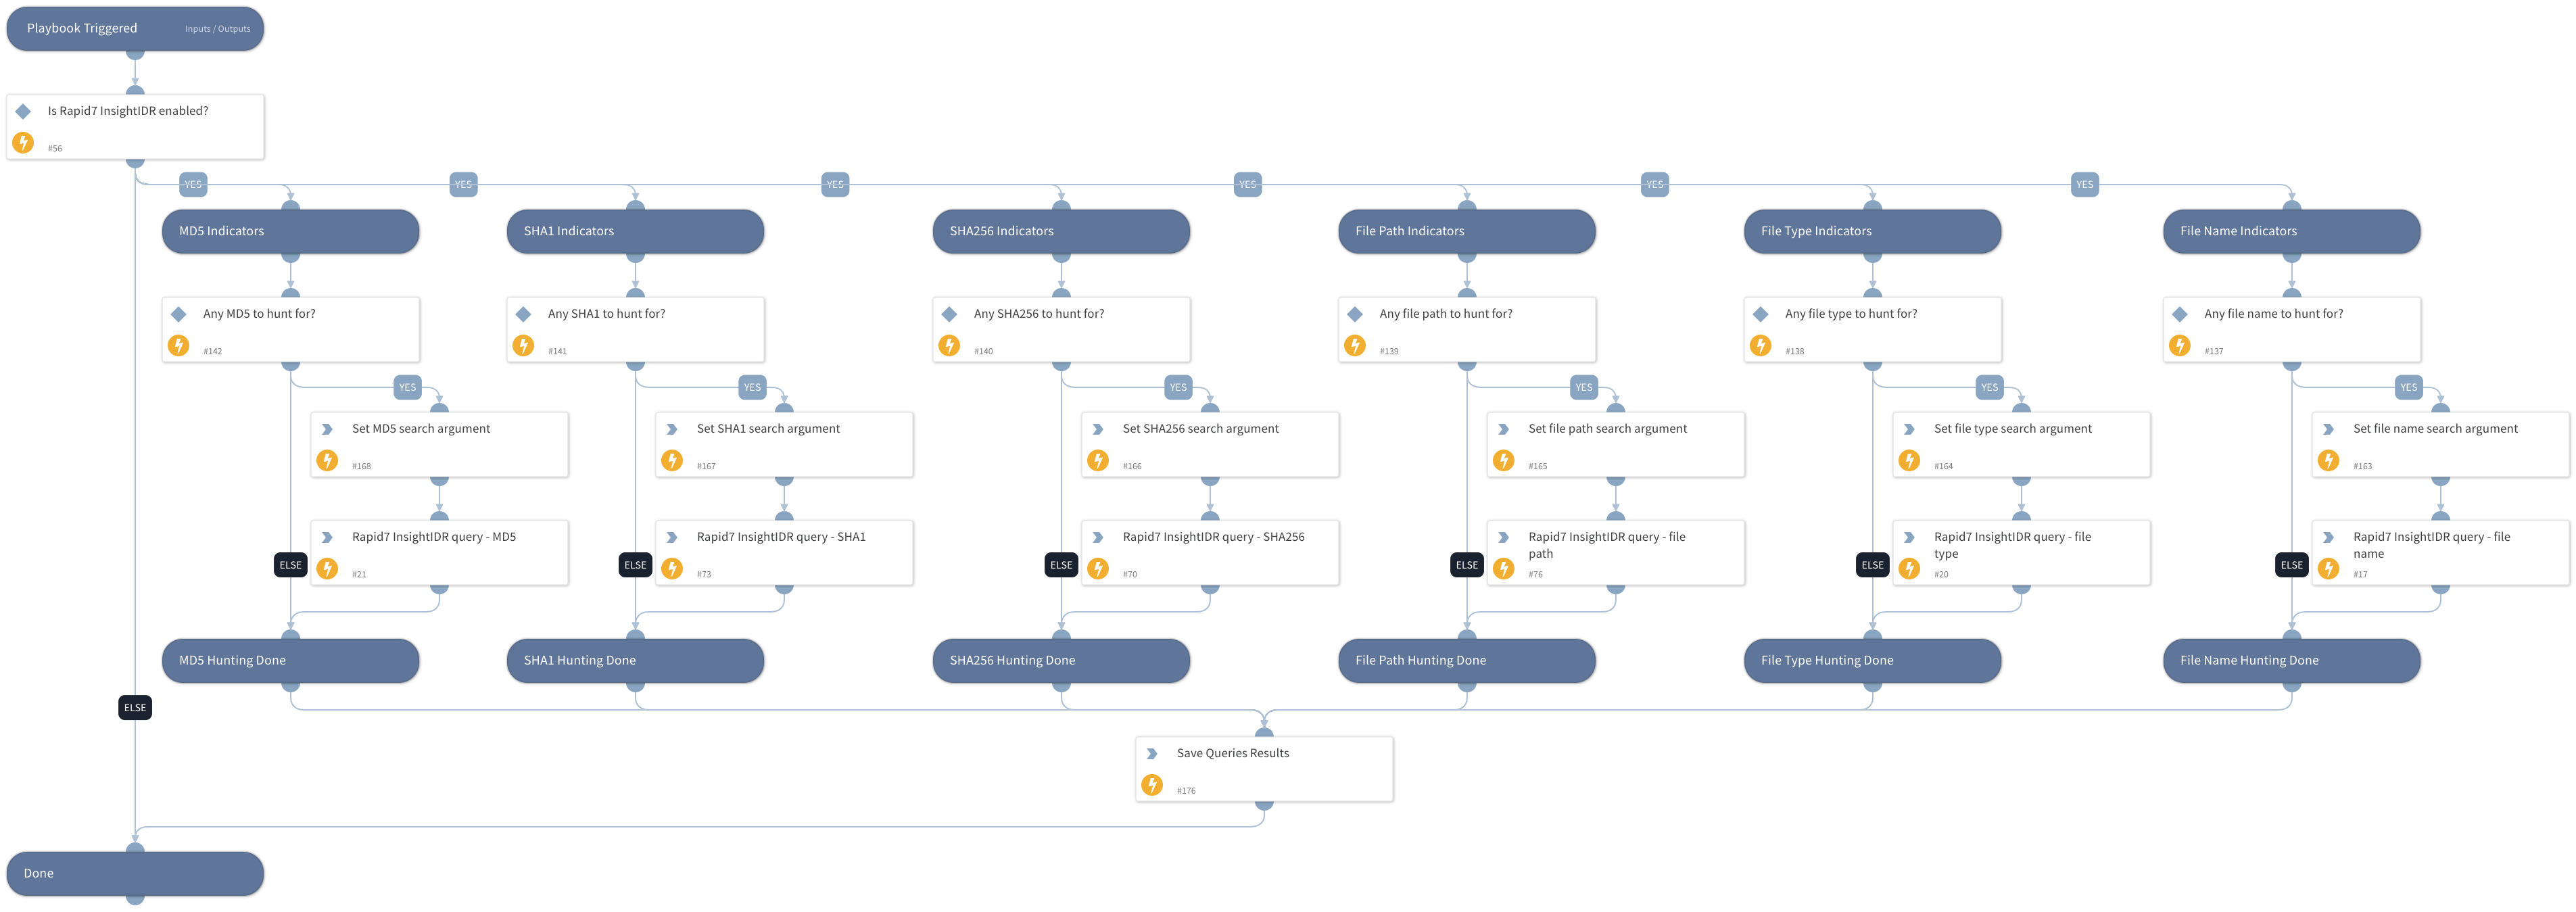 Playbook Triggered
Inputs / Outputs
Is Rapid7 InsightIDR enabled?
#56
YES
YES
YES
YES
YES
YES
MD5 Indicators
SHA1 Indicators
SHA256 Indicators
File Path Indicators
File Type Indicators
File Name Indicators
Any MD5 to hunt for?
#142
Any SHA1 to hunt for?
#141
Any SHA256 to hunt for?
#140
Any file path to hunt for?
#139
Any file type to hunt for?
#138
Any file name to hunt for?
#137
YES
YES
YES
YES
YES
YES
Set MD5 search argument
#168
Set SHA1 search argument
#167
Set SHA256 search argument
#166
Set file path search argument
#165
Set file type search argument
#164
Set file name search argument
#163
ELSE
Rapid7 InsightIDR query - MD5
#21
ELSE
Rapid7 InsightIDR query - SHA1
#73
ELSE
Rapid7 InsightIDR query - SHA256
#70
ELSE
Rapid7 InsightIDR query - file
path
#76
ELSE
Rapid7 InsightIDR query - file
type
#20
ELSE
Rapid7 InsightIDR query - file
name
#17
MD5 Hunting Done
SHA1 Hunting Done
SHA256 Hunting Done
File Path Hunting Done
File Type Hunting Done
File Name Hunting Done
ELSE
Save Queries Results
#176
Done